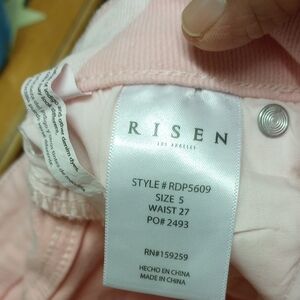 RISEN
LOS ANGELES
STYLE # RDP5609
SIZE 5
WAIST 27
PO# 2493
RN#159259
HECHO EN CHINA
MADE IN CHINA